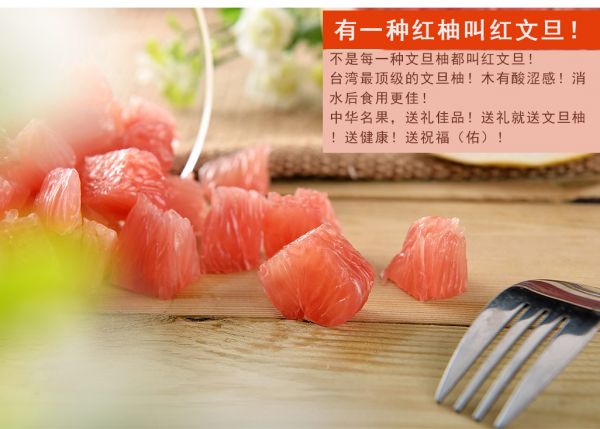 有一种红柚叫红文旦！
不是每一种文旦柚都叫红文旦！
台湾最顶级的文旦柚！木有酸涩感！消
水后食用更佳！
中华名果，送礼佳品！送礼就送文旦柚
！送健康！送祝福（佑）！